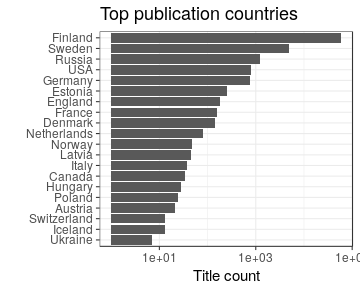 Top publication countries
Finland
Sweden
Russia
USA
Germany
Estonia
England
France
Denmark
Netherlands
Norway
Latvia
Italy
Canada
Hungary
Poland
Austria
Switzerland
Iceland
Ukraine
1e+01 1e+03
Title count